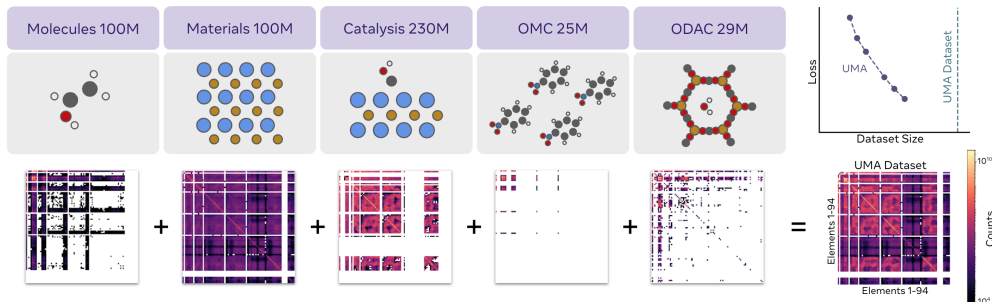 Molecules 100M
Materials 100M
Catalysis 230M
OMC 25M
ODAC 29M
Loss
UMA
UMA Dataset
Dataset Size
+
+
+
+
=
UMA Dataset
Elements 1-94
Elements 1-94
10¹⁰
Counts